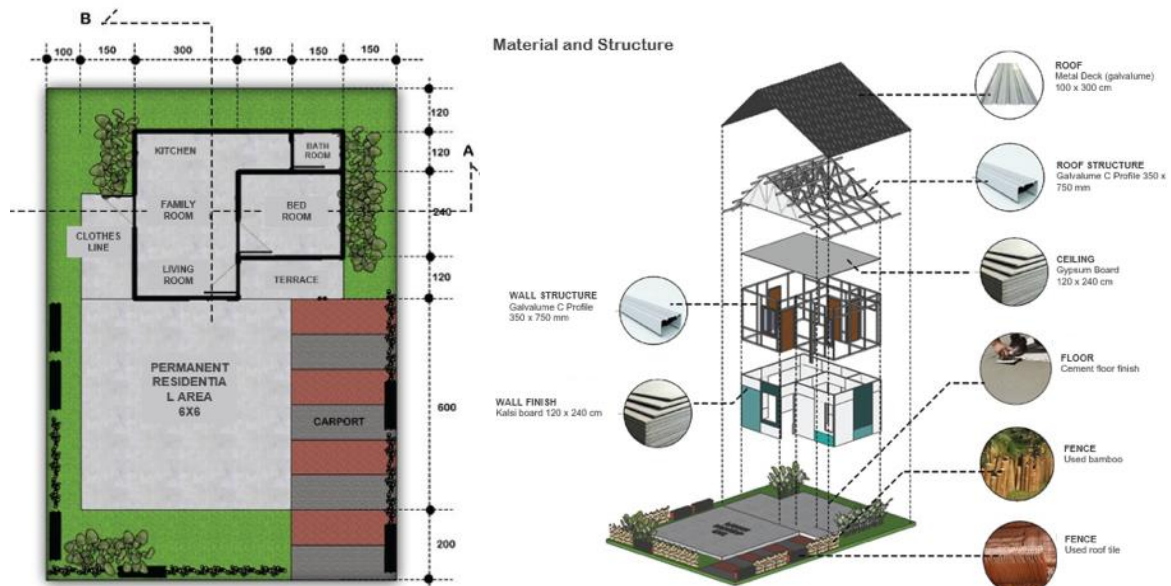 B
100 150 300 150 150 150
120
120
A
240
120
600
200
KITCHEN
BATH
ROOM
FAMILY
ROOM
BED
ROOM
CLOTHES
LINE
LIVING
ROOM
TERRACE
PERMANENT
RESIDENTIA
L AREA
6X6
CARPORT
Material and Structure
ROOF
Metal Deck (galvalume)
100 x 300 cm
ROOF STRUCTURE
Galvalume C Profile 350 x
750 mm
CEILING
Gypsum Board
120 x 240 cm
WALL STRUCTURE
Galvalume C Profile
350 x 750 mm
FLOOR
Cement floor finish
WALL FINISH
Kalsi board 120 x 240 cm
FENCE
Used bamboo
FENCE
Used roof tile